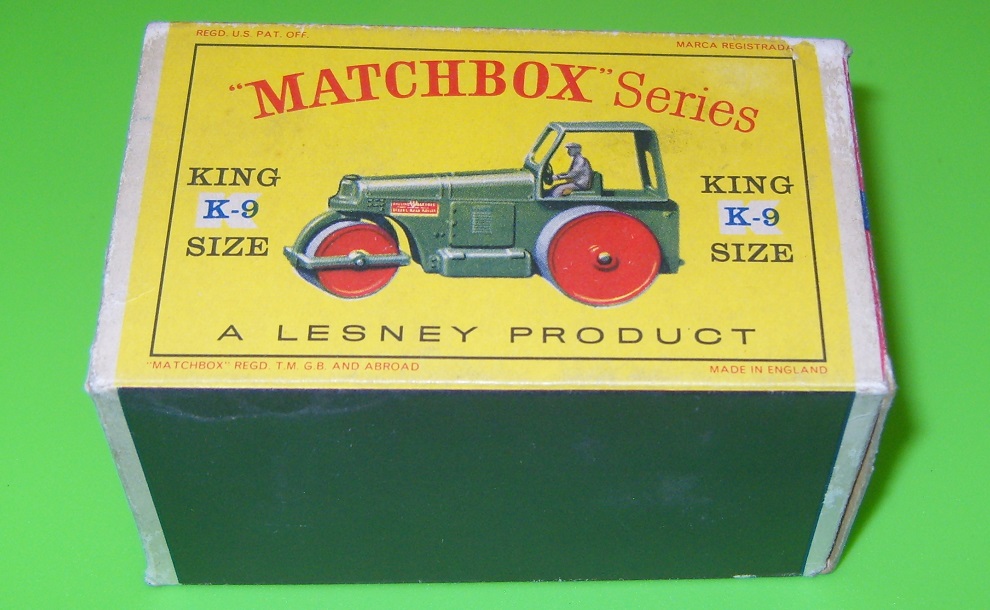 REGD. U.S. PAT. OFF.
MARCA REGISTRADA
"MATCHBOX" Series
KING
K-9
SIZE
KING
K-9
SIZE
A LESNEY PRODUCT
"MATCHBOX" REGD. T.M. G.B. AND ABROAD
MADE IN ENGLAND